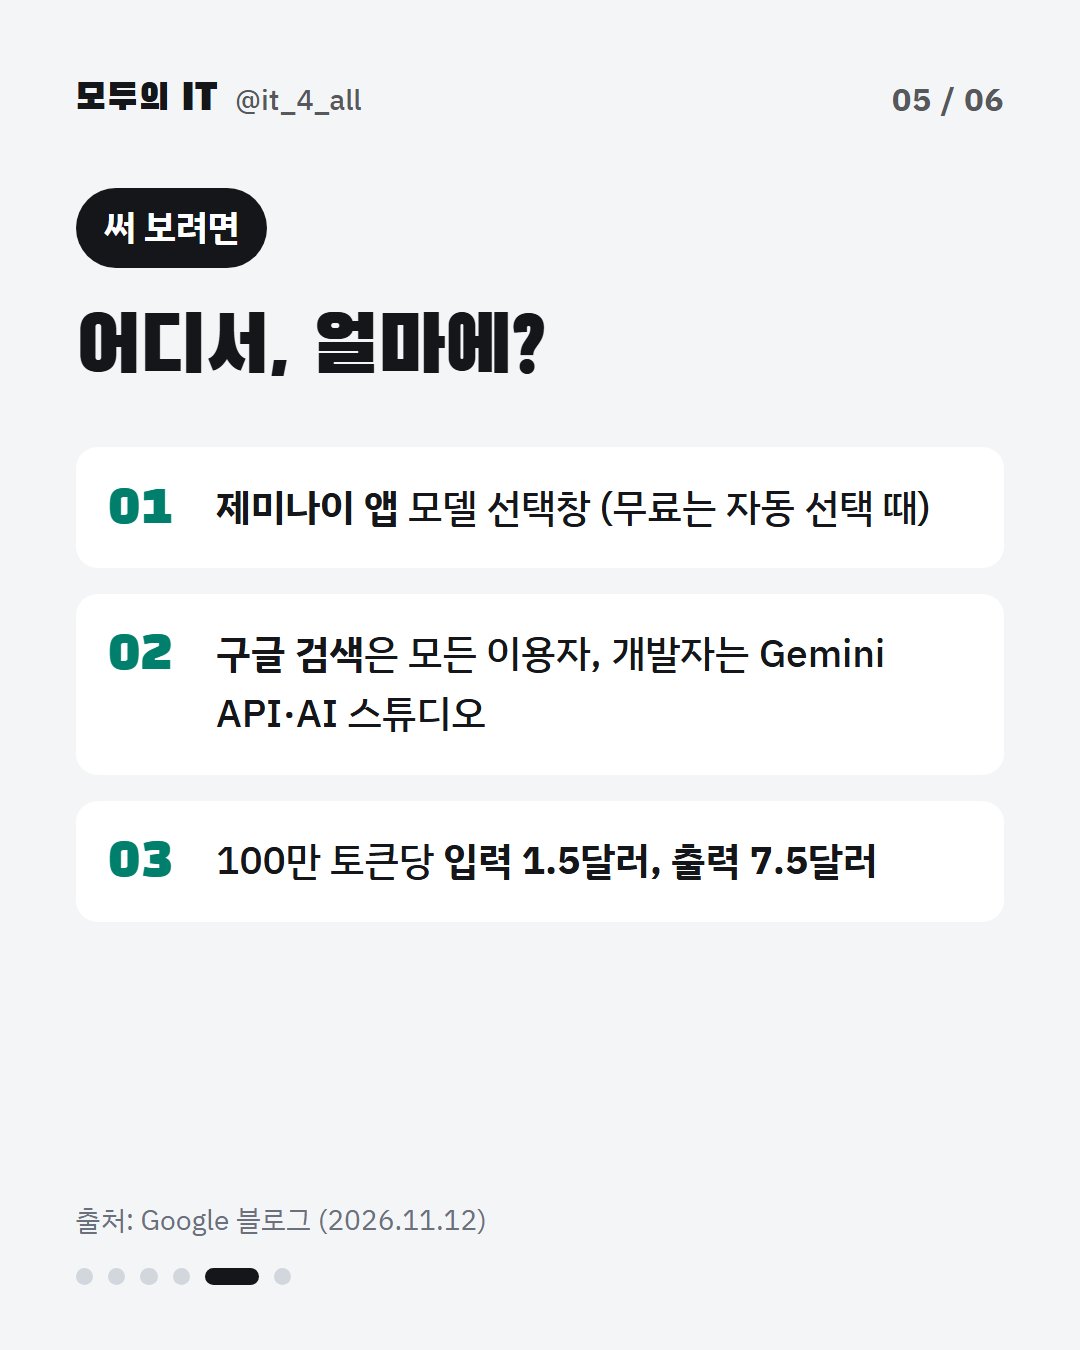 모두의 IT @it_4_all
05 / 06
써 보려면
어디서, 얼마에?
01 제미나이 앱 모델 선택창 (무료는 자동 선택 때)
02 구글 검색은 모든 이용자, 개발자는 Gemini
API·AI 스튜디오
03 100만 토큰당 입력 1.5달러, 출력 7.5달러
출처: Google 블로그 (2026.11.12)